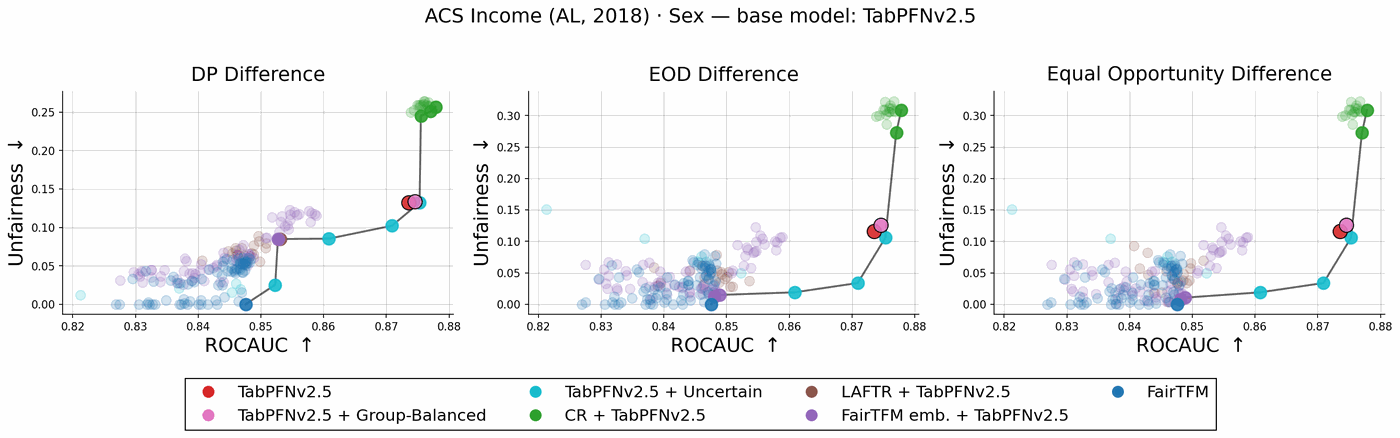 ACS Income (AL, 2018) · Sex — base model: TabPFNv2.5
DP Difference
EOD Difference
Equal Opportunity Difference
Unfairness ↓
0.25
0.20
0.15
0.10
0.05
0.00
0.82 0.83 0.84 0.85 0.86 0.87 0.88
ROCAUC ↑
Unfairness ↓
0.30
0.25
0.20
0.15
0.10
0.05
0.00
0.82 0.83 0.84 0.85 0.86 0.87 0.88
ROCAUC ↑
Unfairness ↓
0.30
0.25
0.20
0.15
0.10
0.05
0.00
0.82 0.83 0.84 0.85 0.86 0.87 0.88
ROCAUC ↑
TabPFNv2.5
TabPFNv2.5 + Group-Balanced
TabPFNv2.5 + Uncertain
CR + TabPFNv2.5
LAFTR + TabPFNv2.5
FairTFM emb. + TabPFNv2.5
FairTFM